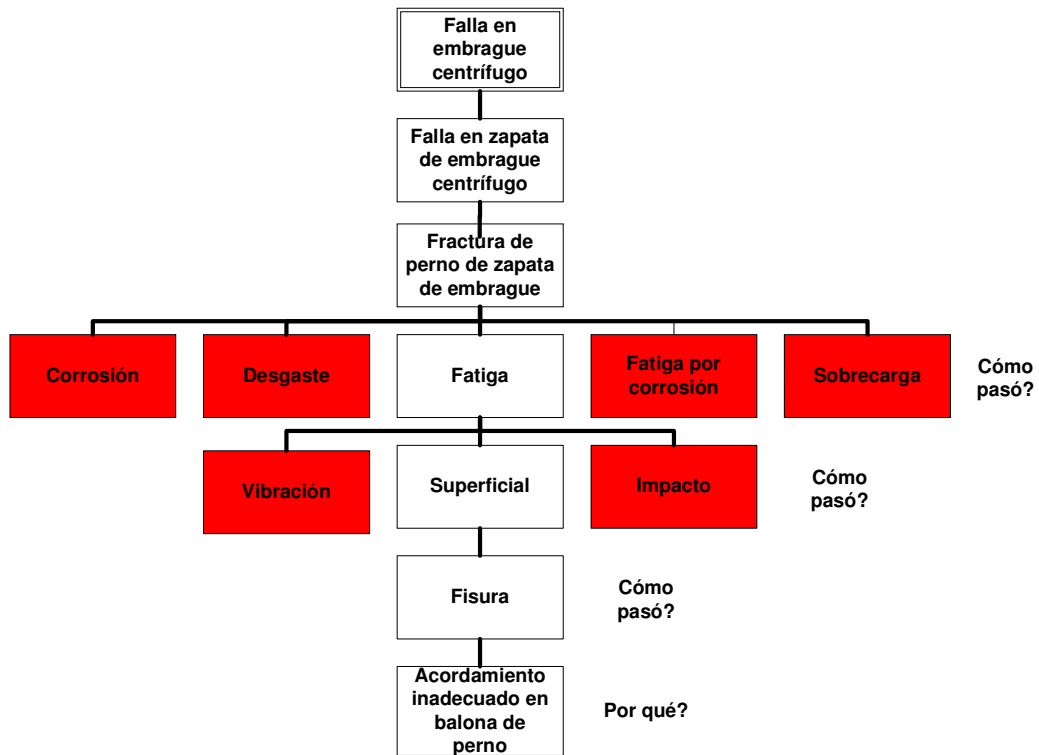 Falla en
embrague
centrífugo
Falla en zapata
de embrague
centrífugo
Fractura de
perno de zapata
de embrague
Corrosión
Desgaste
Fatiga
Fatiga por
corrosión
Sobrecarga
Cómo
pasó?
Vibración
Superficial
Impacto
Cómo
pasó?
Fisura
Cómo
pasó?
Acordamiento
inadecuado en
balona de
perno
Por qué?